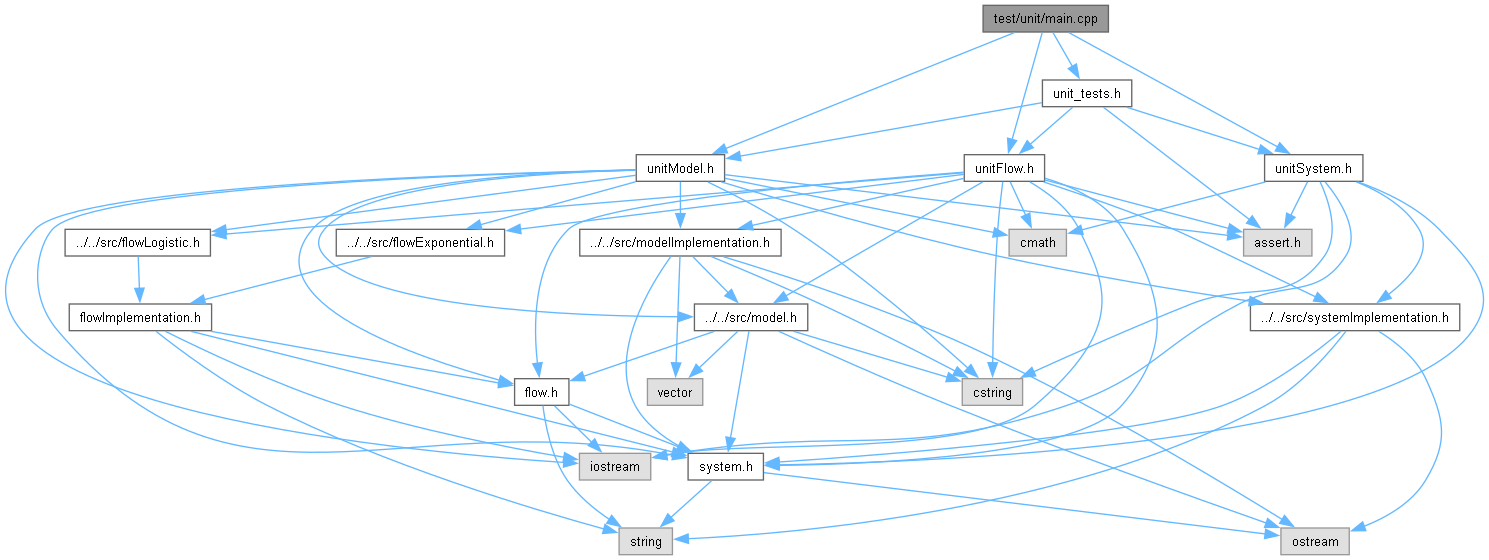 test/unit/main.cpp
unit_tests.h
unitModel.h
unitFlow.h
unitSystem.h
../../src/flowLogistic.h
../../src/flowExponential.h
../../src/modelImplementation.h
cmath
assert.h
flowImplementation.h
../../src/model.h
../../src/systemImplementation.h
flow.h
vector
cstring
iostream
system.h
string
ostream